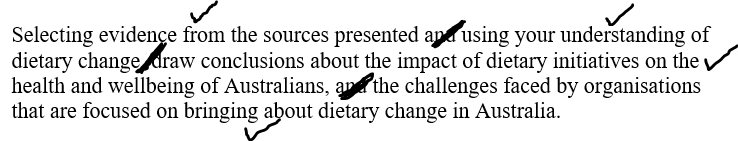 Selecting evidence from the sources presented and using your understanding of
dietary change, draw conclusions about the impact of dietary initiatives on the
health and wellbeing of Australians, and the challenges faced by organisations
that are focused on bringing about dietary change in Australia.